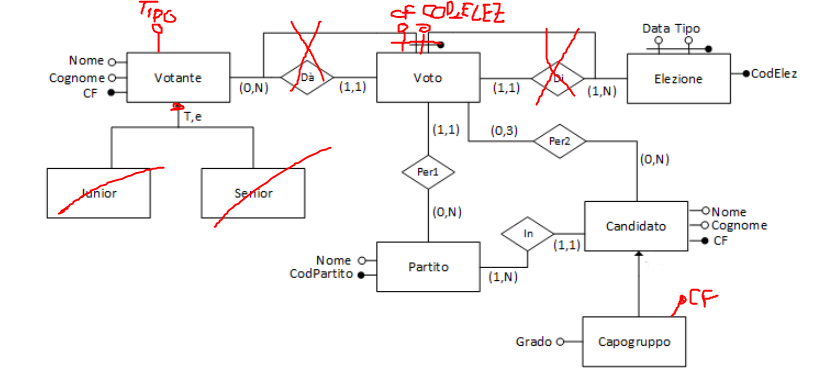 TIPO
CF COD_ELEZ
Data Tipo
Nome
Cognome
CF
Votante
(0,N)
Dà
(1,1)
Voto
(1,1)
Di
(1,N)
Elezione
CodElez
T,e
(1,1)
(0,3)
Per2
(0,N)
Junior
Senior
Per1
(0,N)
In
(1,1)
Candidato
Nome
Cognome
CF
Nome
CodPartito
Partito
(1,N)
CF
Grado
Capogruppo